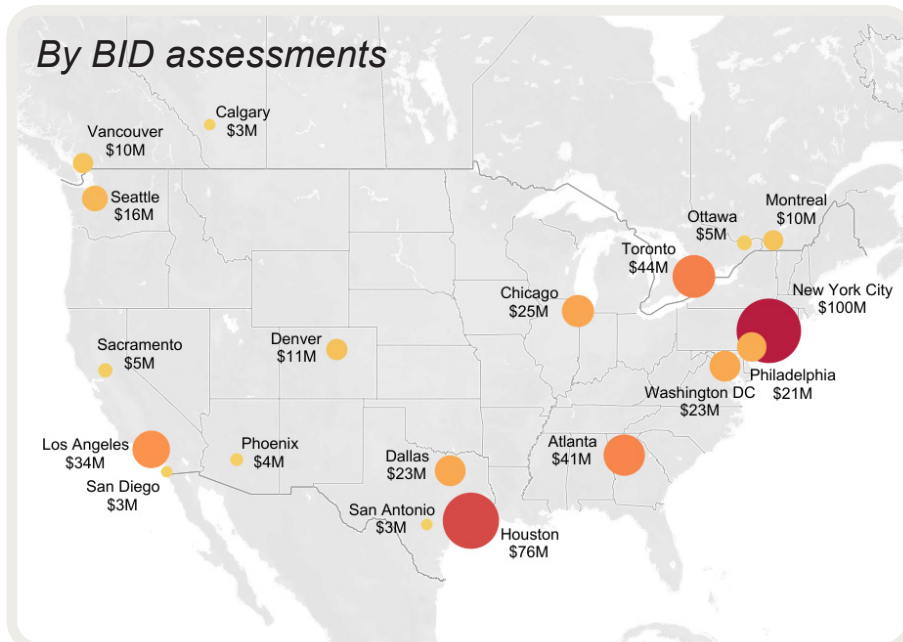 By BID assessments
Calgary
$3M
Vancouver
$10M
Seattle
$16M
Montreal
$10M
Ottawa
$5M
Toronto
$44M
New York City
$100M
Chicago
$25M
Denver
$11M
Sacramento
$5M
Philadelphia
$21M
Washington DC
$23M
Los Angeles
$34M
Phoenix
$4M
Dallas
$23M
Atlanta
$41M
San Diego
$3M
San Antonio
$3M
Houston
$76M